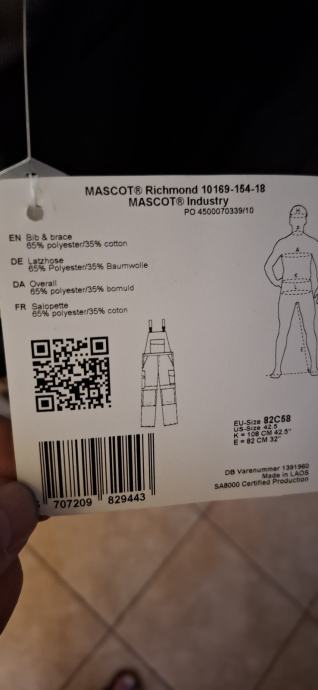 MASCOT® Richmond 10169-154-18
MASCOT® Industry
PO 4500070339/10
EN Bib & brace
65% polyester/35% cotton
DE Latzhose
65% Polyester/35% Baumwolle
DA Overall
65% polyester/35% bomuld
FR Salopette
65% polyester/35% coton
EU-Size 82C58
US-Size 42.5
K = 108 CM 42.5"
E = 82 CM 32"
DB Varenummer 1391960
Made in LAOS
SA8000 Certified Production
707209 829443